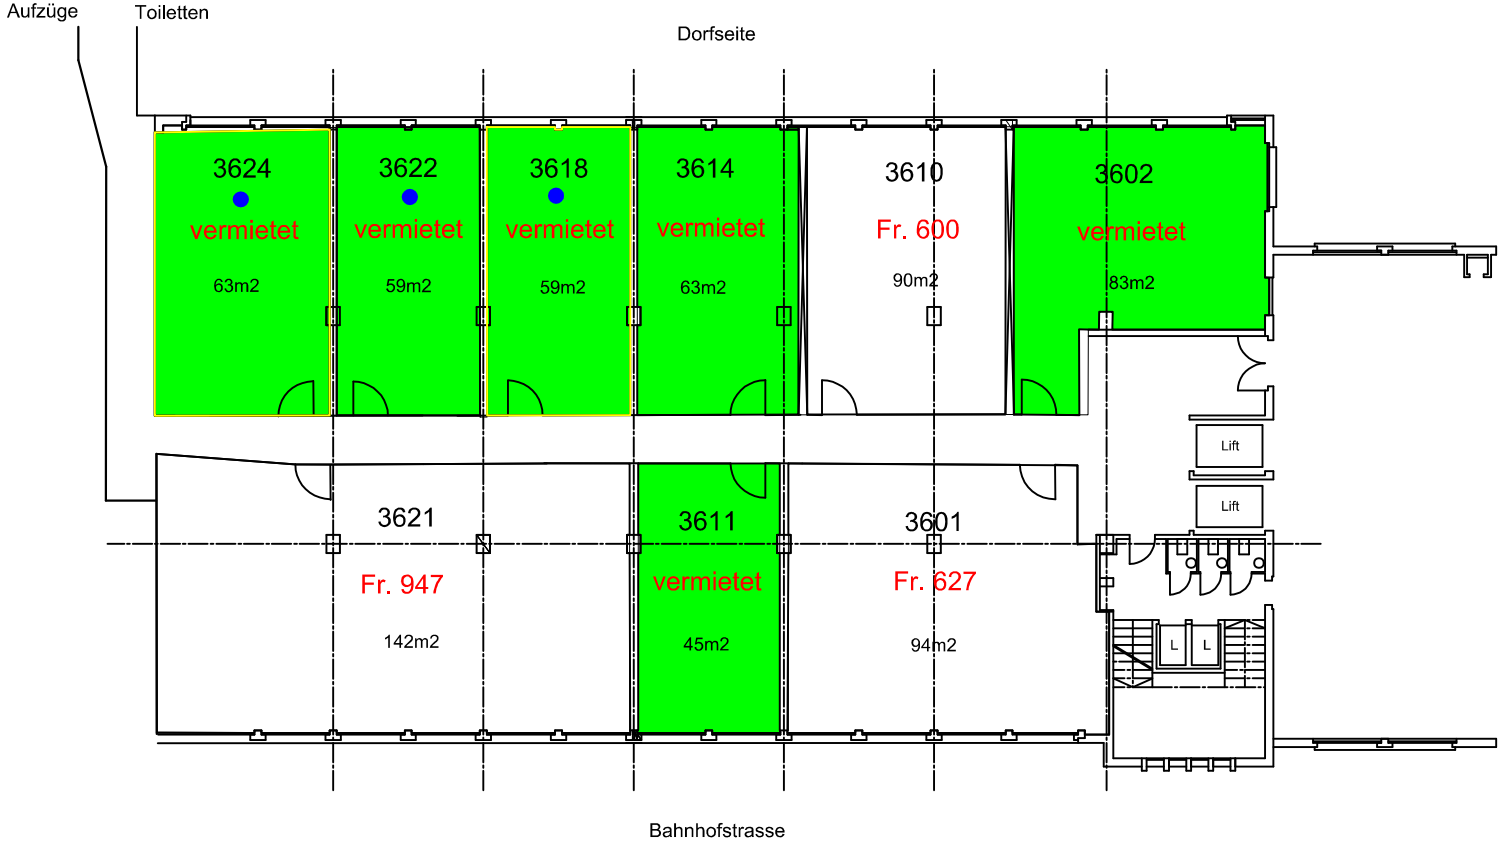 Aufzüge
Toiletten
Dorfseite
3624
vermietet
63m2
3622
vermietet
59m2
3618
vermietet
59m2
3614
vermietet
63m2
3610
Fr. 600
90m2
3602
vermietet
83m2
Lift
Lift
3621
Fr. 947
142m2
3611
vermietet
45m2
3601
Fr. 627
94m2
L
L
Bahnhofstrasse